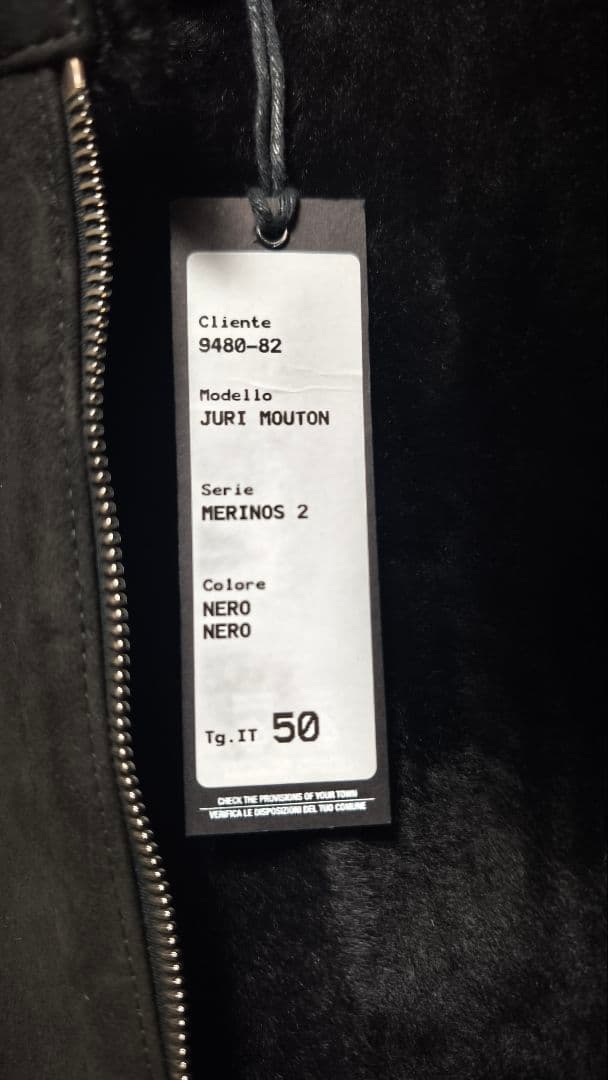 Cliente
9480-82
Modello
JURI MOUTON
Serie
MERINOS 2
Colore
NERO
NERO
Tg.IT 50
CHECK THE PROVISIONS OF YOUR TOWN
VERIFICA LE DISPOSIZIONI DEL TUO COMUNE